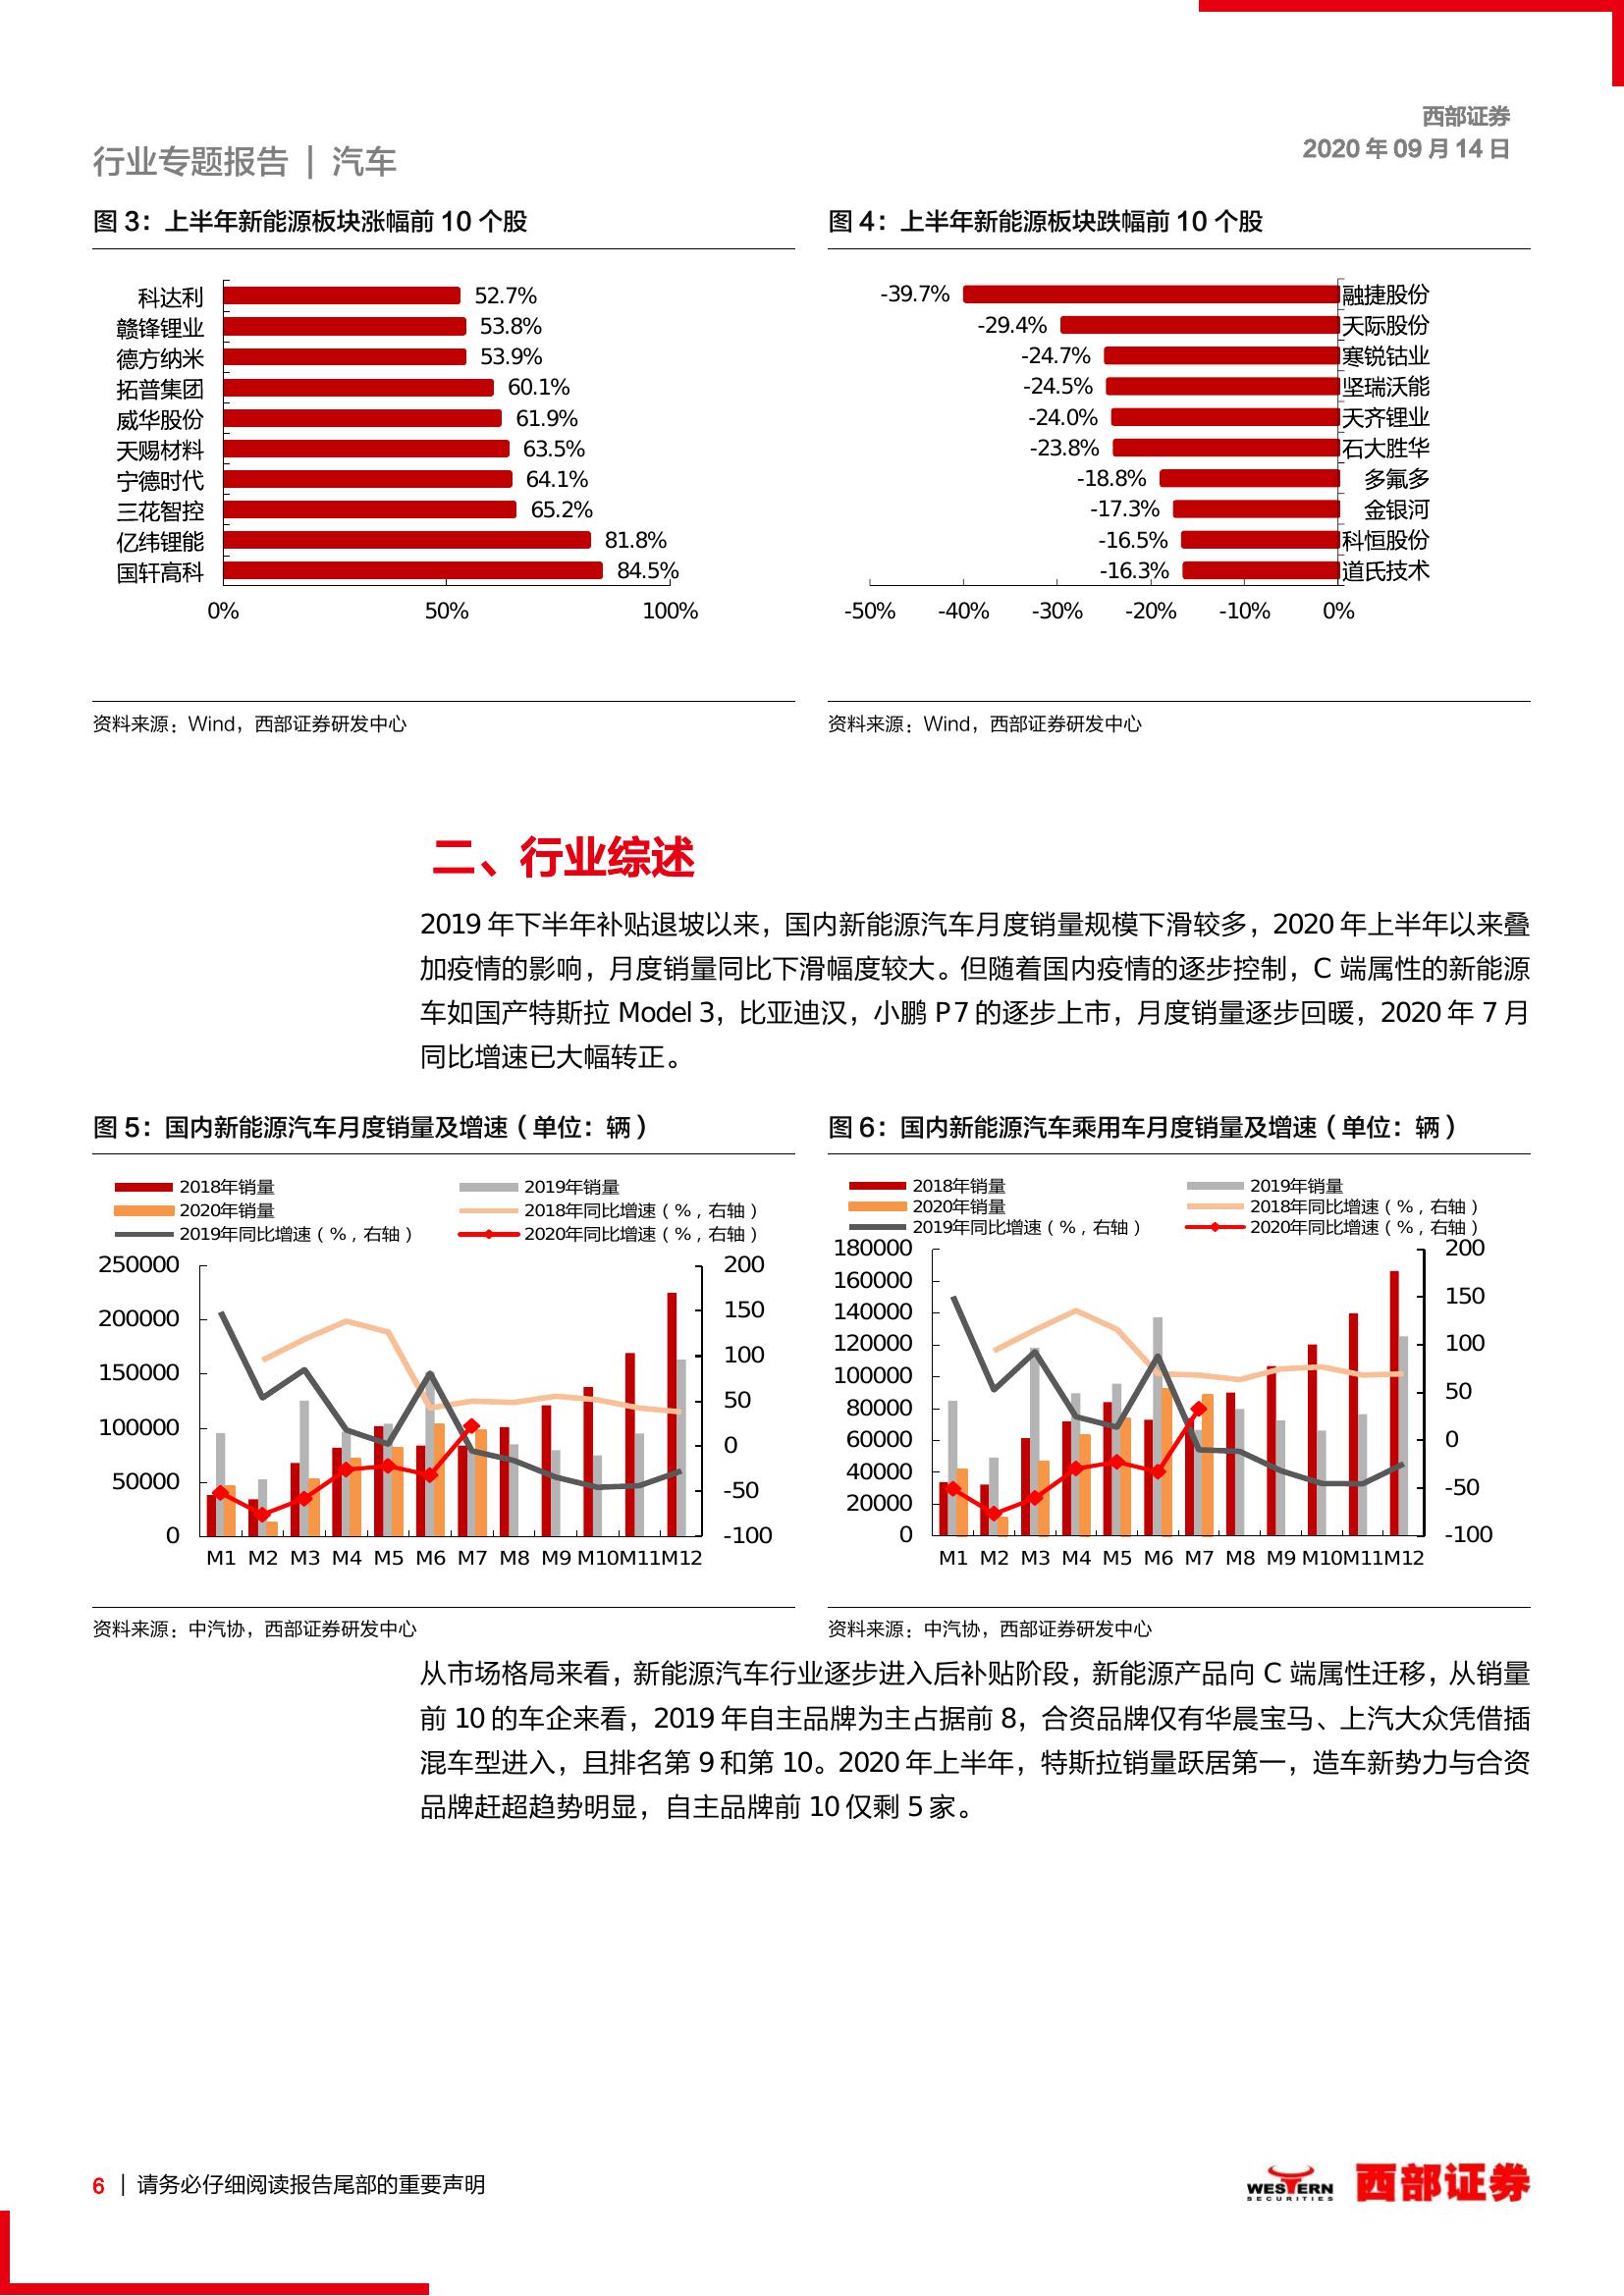 西部证券
2020 年 09 月 14 日
行业专题报告 | 汽车
图 3：上半年新能源板块涨幅前 10 个股
科达利 52.7%
赣锋锂业 53.8%
德方纳米 53.9%
拓普集团 60.1%
威华股份 61.9%
天赐材料 63.5%
宁德时代 64.1%
三花智控 65.2%
亿纬锂能 81.8%
国轩高科 84.5%
0% 50% 100%
资料来源：Wind，西部证券研发中心
图 4：上半年新能源板块跌幅前 10 个股
-39.7% 融捷股份
-29.4% 天际股份
-24.7% 寒锐钴业
-24.5% 坚瑞沃能
-24.0% 天齐锂业
-23.8% 石大胜华
-18.8% 多氟多
-17.3% 金银河
-16.5% 科恒股份
-16.3% 道氏技术
-50% -40% -30% -20% -10% 0%
资料来源：Wind，西部证券研发中心
二、行业综述
2019 年下半年补贴退坡以来，国内新能源汽车月度销量规模下滑较多，2020 年上半年以来叠
加疫情的影响，月度销量同比下滑幅度较大。但随着国内疫情的逐步控制，C 端属性的新能源
车如国产特斯拉 Model 3，比亚迪汉，小鹏 P7 的逐步上市，月度销量逐步回暖，2020 年 7 月
同比增速已大幅转正。
图 5：国内新能源汽车月度销量及增速（单位：辆）
2018年销量 2019年销量
2020年销量 2018年同比增速（%，右轴）
2019年同比增速（%，右轴） 2020年同比增速（%，右轴）
250000 200
200000 150
150000 100
100000 50
50000 0
0 -50
-100
M1 M2 M3 M4 M5 M6 M7 M8 M9 M10 M11 M12
资料来源：中汽协，西部证券研发中心
图 6：国内新能源汽车乘用车月度销量及增速（单位：辆）
2018年销量 2019年销量
2020年销量 2018年同比增速（%，右轴）
2019年同比增速（%，右轴） 2020年同比增速（%，右轴）
180000 200
160000 150
140000 100
120000 50
100000 0
80000 -50
60000 -100
40000
20000
0
M1 M2 M3 M4 M5 M6 M7 M8 M9 M10 M11 M12
资料来源：中汽协，西部证券研发中心
从市场格局来看，新能源汽车行业逐步进入后补贴阶段，新能源产品向 C 端属性迁移，从销量
前 10 的车企来看，2019 年自主品牌为主占据前 8，合资品牌仅有华晨宝马、上汽大众凭借插
混车型进入，且排名第 9 和第 10。2020 年上半年，特斯拉销量跃居第一，造车新势力与合资
品牌赶超趋势明显，自主品牌前 10 仅剩 5 家。
6 | 请务必仔细阅读报告尾部的重要声明
WESTERN
SECURITIES
西部证券